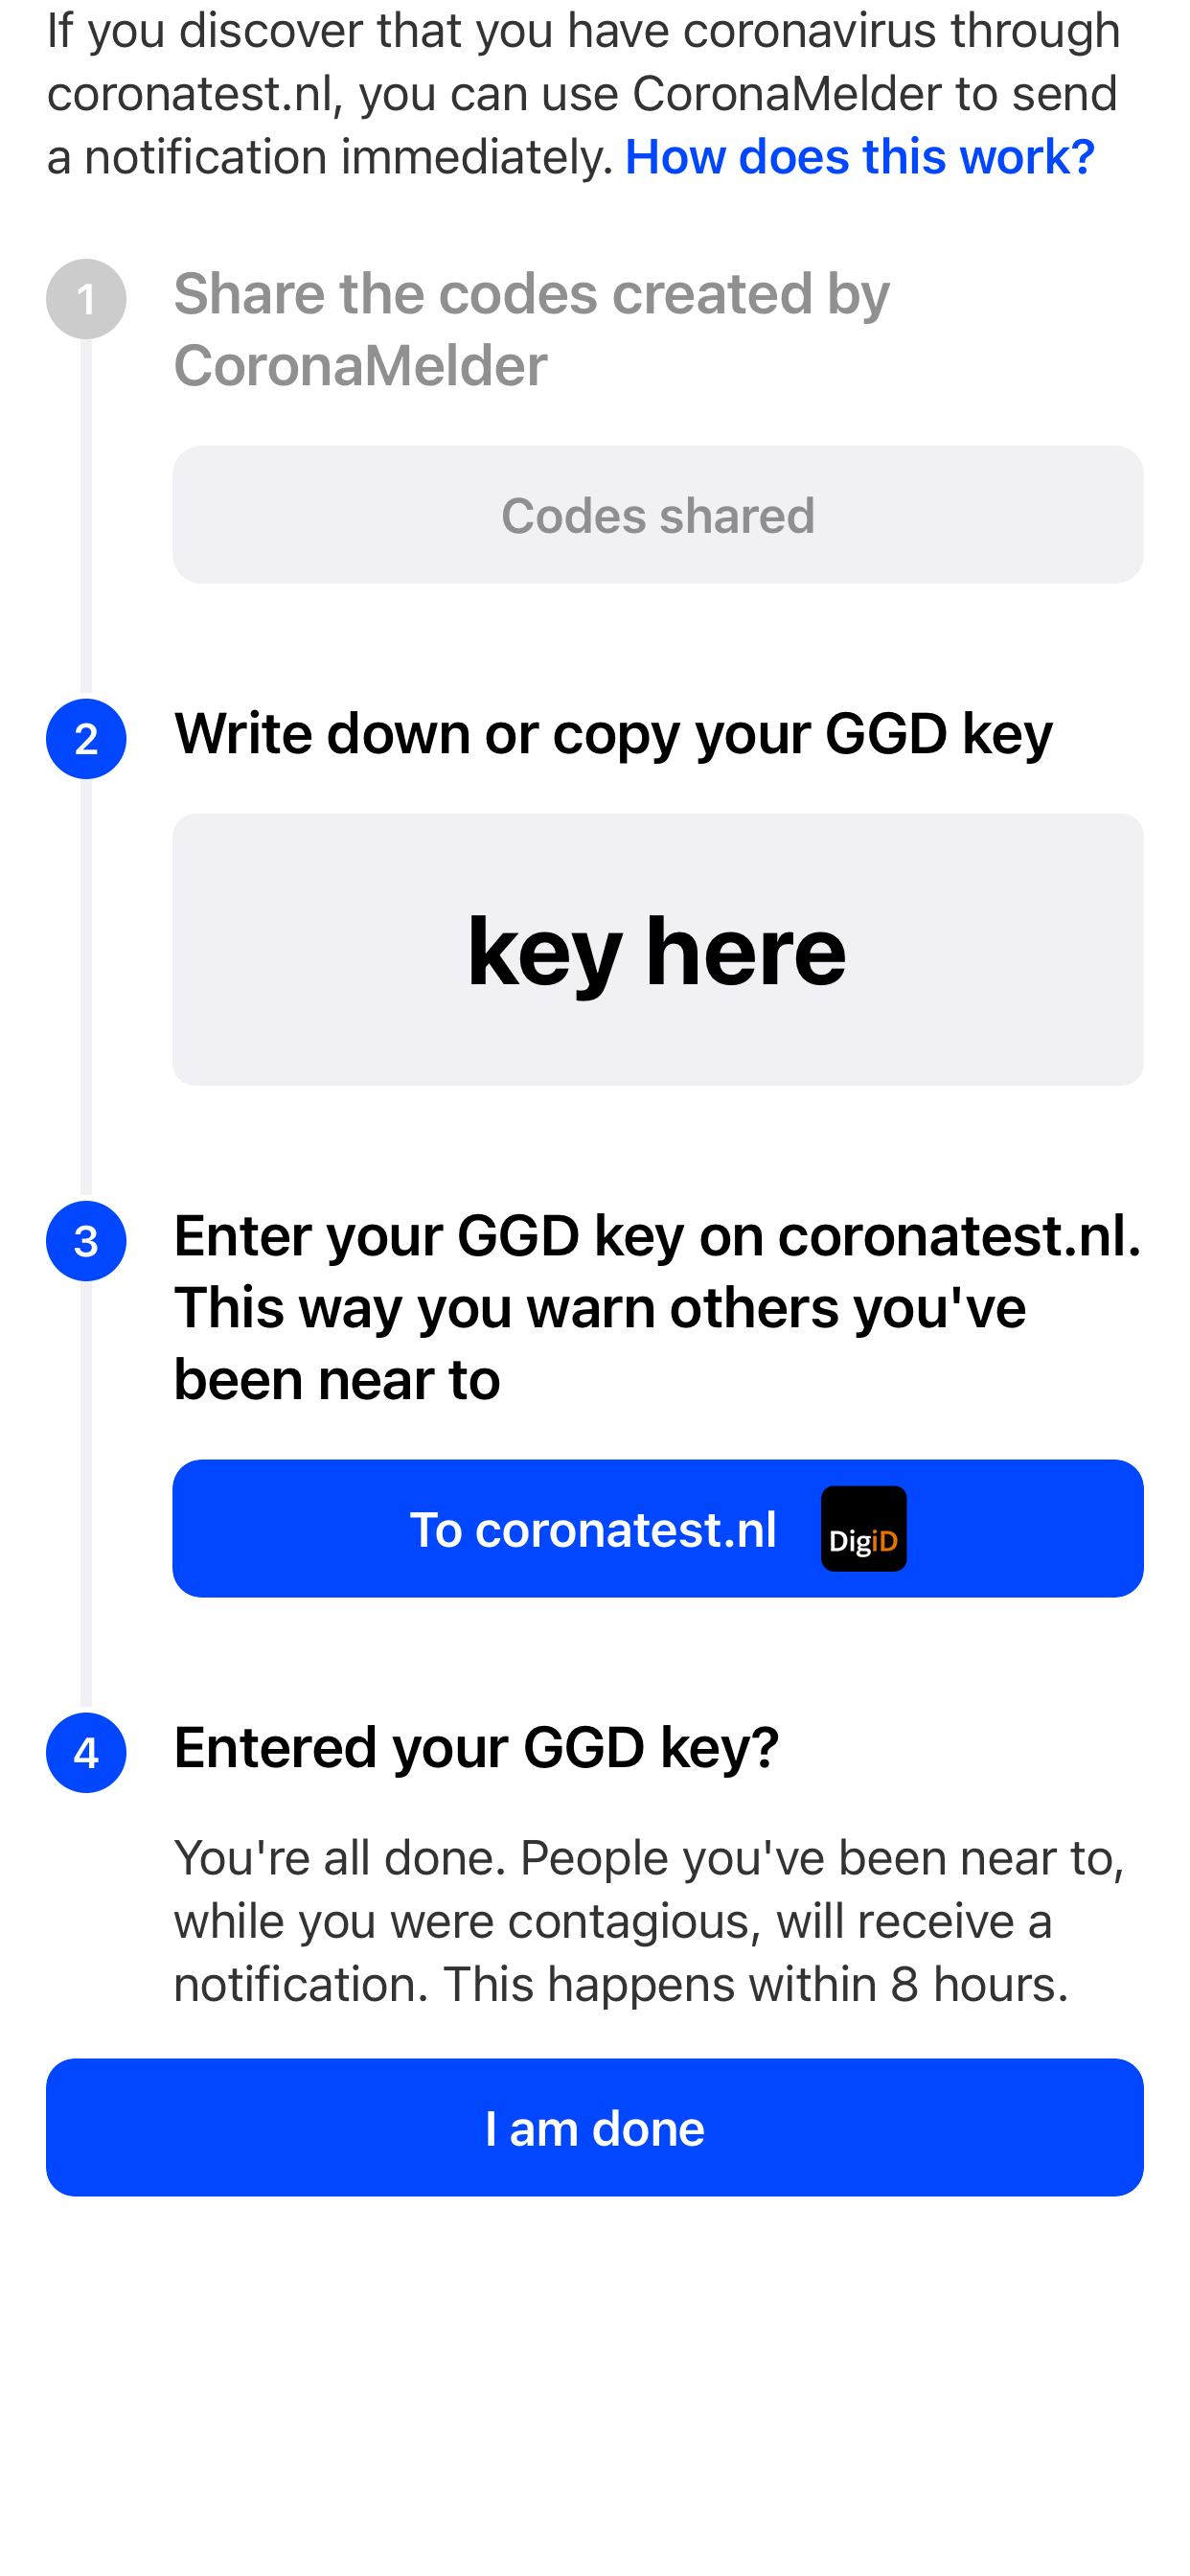 If you discover that you have coronavirus through
coronatest.nl, you can use CoronaMelder to send
a notification immediately. How does this work?
1 Share the codes created by
CoronaMelder
Codes shared
2 Write down or copy your GGD key
key here
3 Enter your GGD key on coronatest.nl.
This way you warn others you've
been near to
To coronatest.nl DigiD
4 Entered your GGD key?
You're all done. People you've been near to,
while you were contagious, will receive a
notification. This happens within 8 hours.
I am done